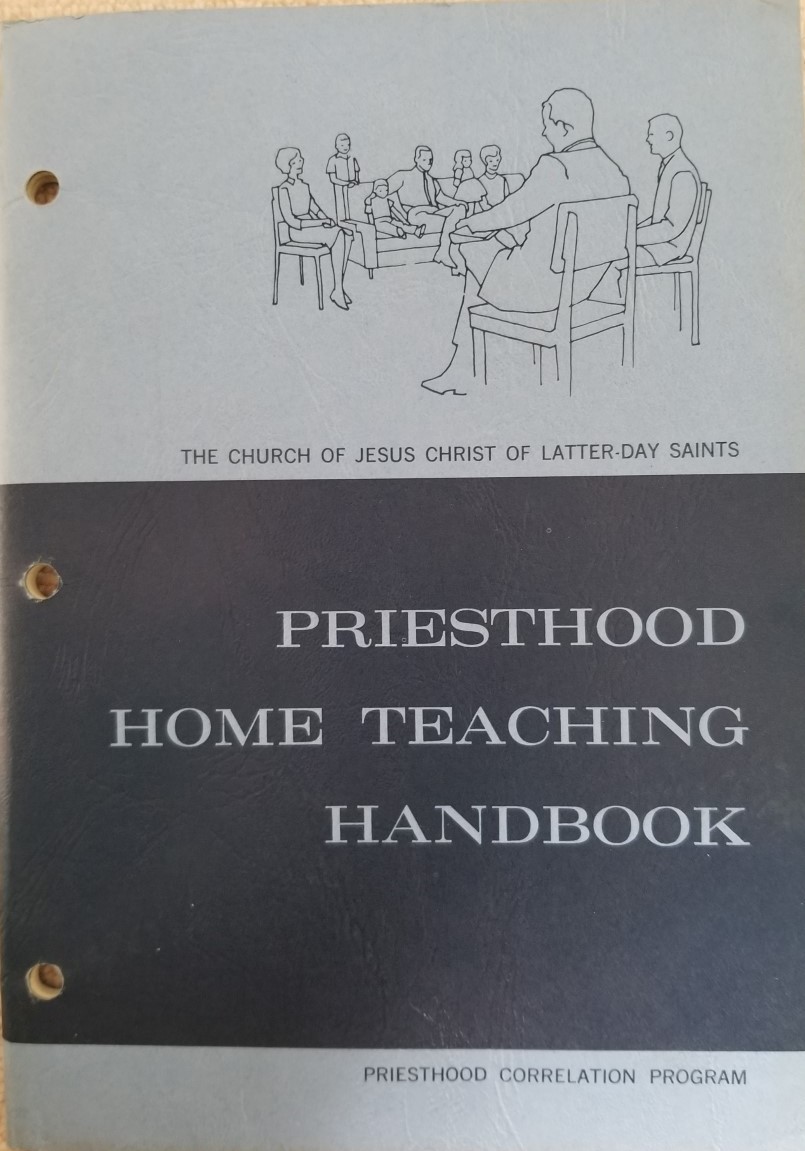 THE CHURCH OF JESUS CHRIST OF LATTER-DAY SAINTS
PRIESTHOOD
HOME TEACHING
HANDBOOK
PRIESTHOOD CORRELATION PROGRAM